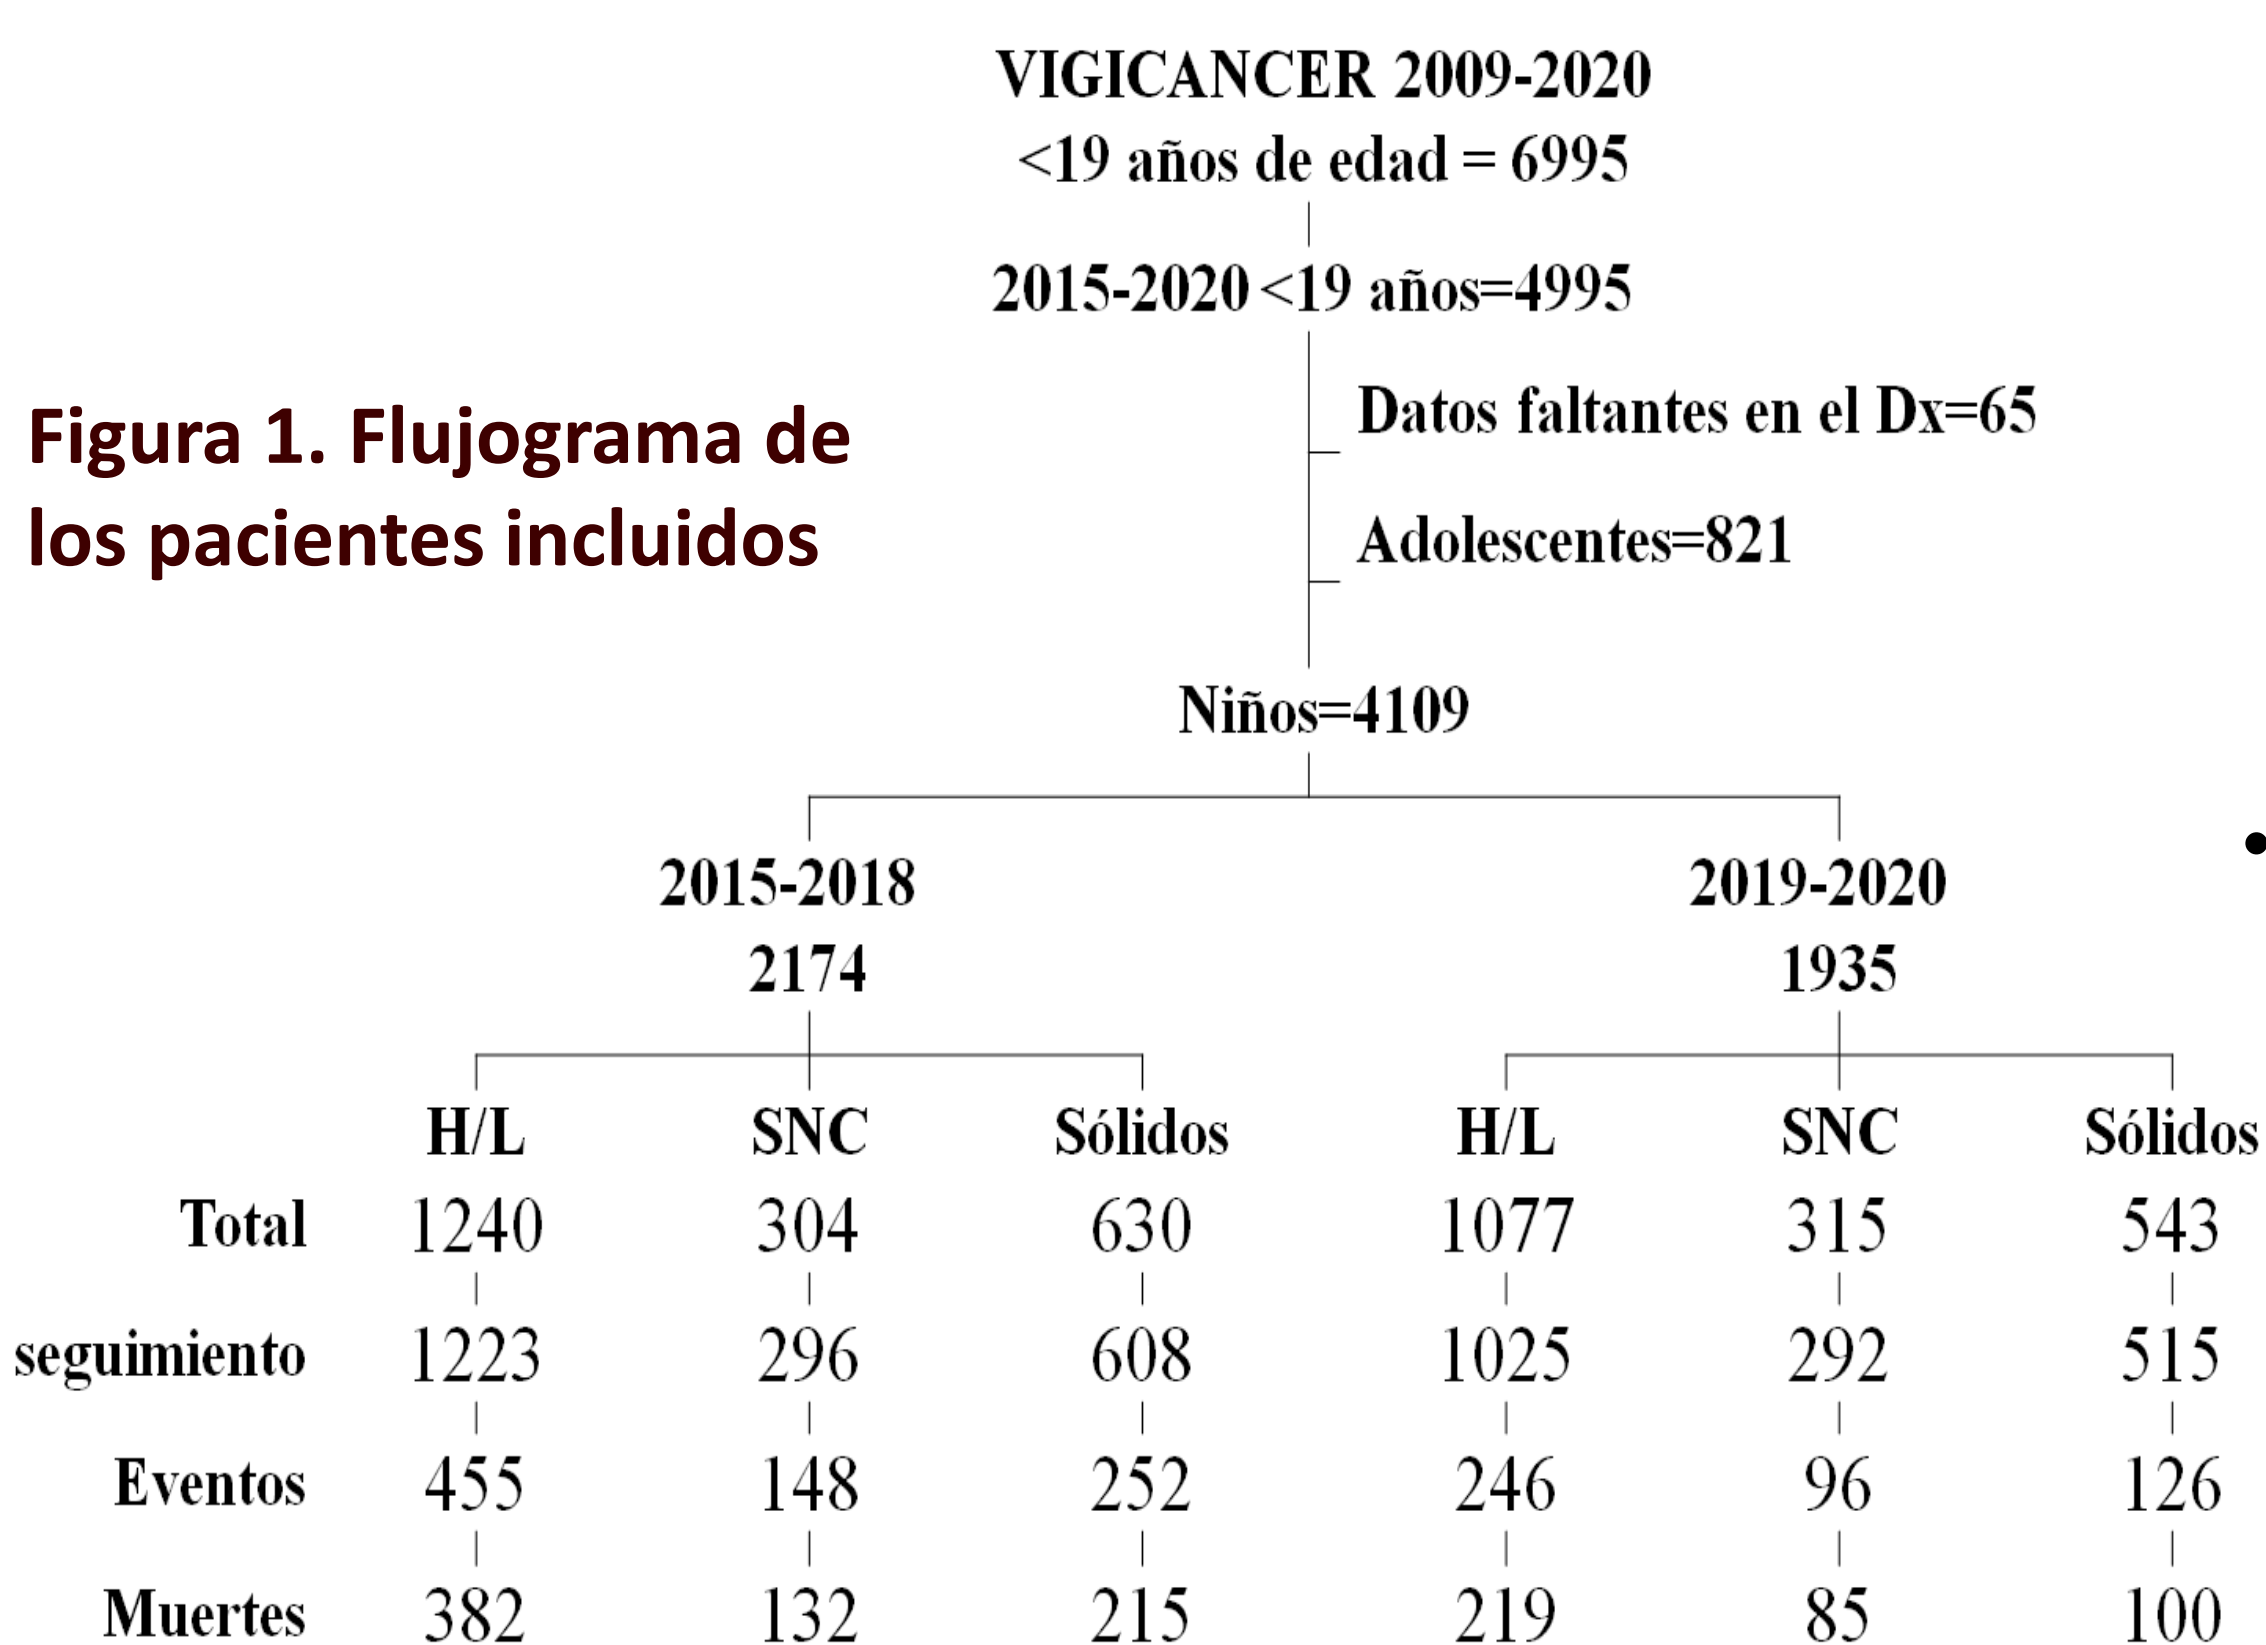 VIGICANCER 2009-2020
<19 años de edad = 6995
2015-2020 <19 años=4995
Figura 1. Flujograma de
los pacientes incluidos
Datos faltantes en el Dx=65
Adolescentes=821
Niños=4109
2015-2018 2019-2020
2174 1935
H/L SNC Sólidos H/L SNC Sólidos
Total 1240 304 630 1077 315 543
seguimiento 1223 296 608 1025 292 515
Eventos 455 148 252 246 96 126
Muertes 382 132 215 219 85 100